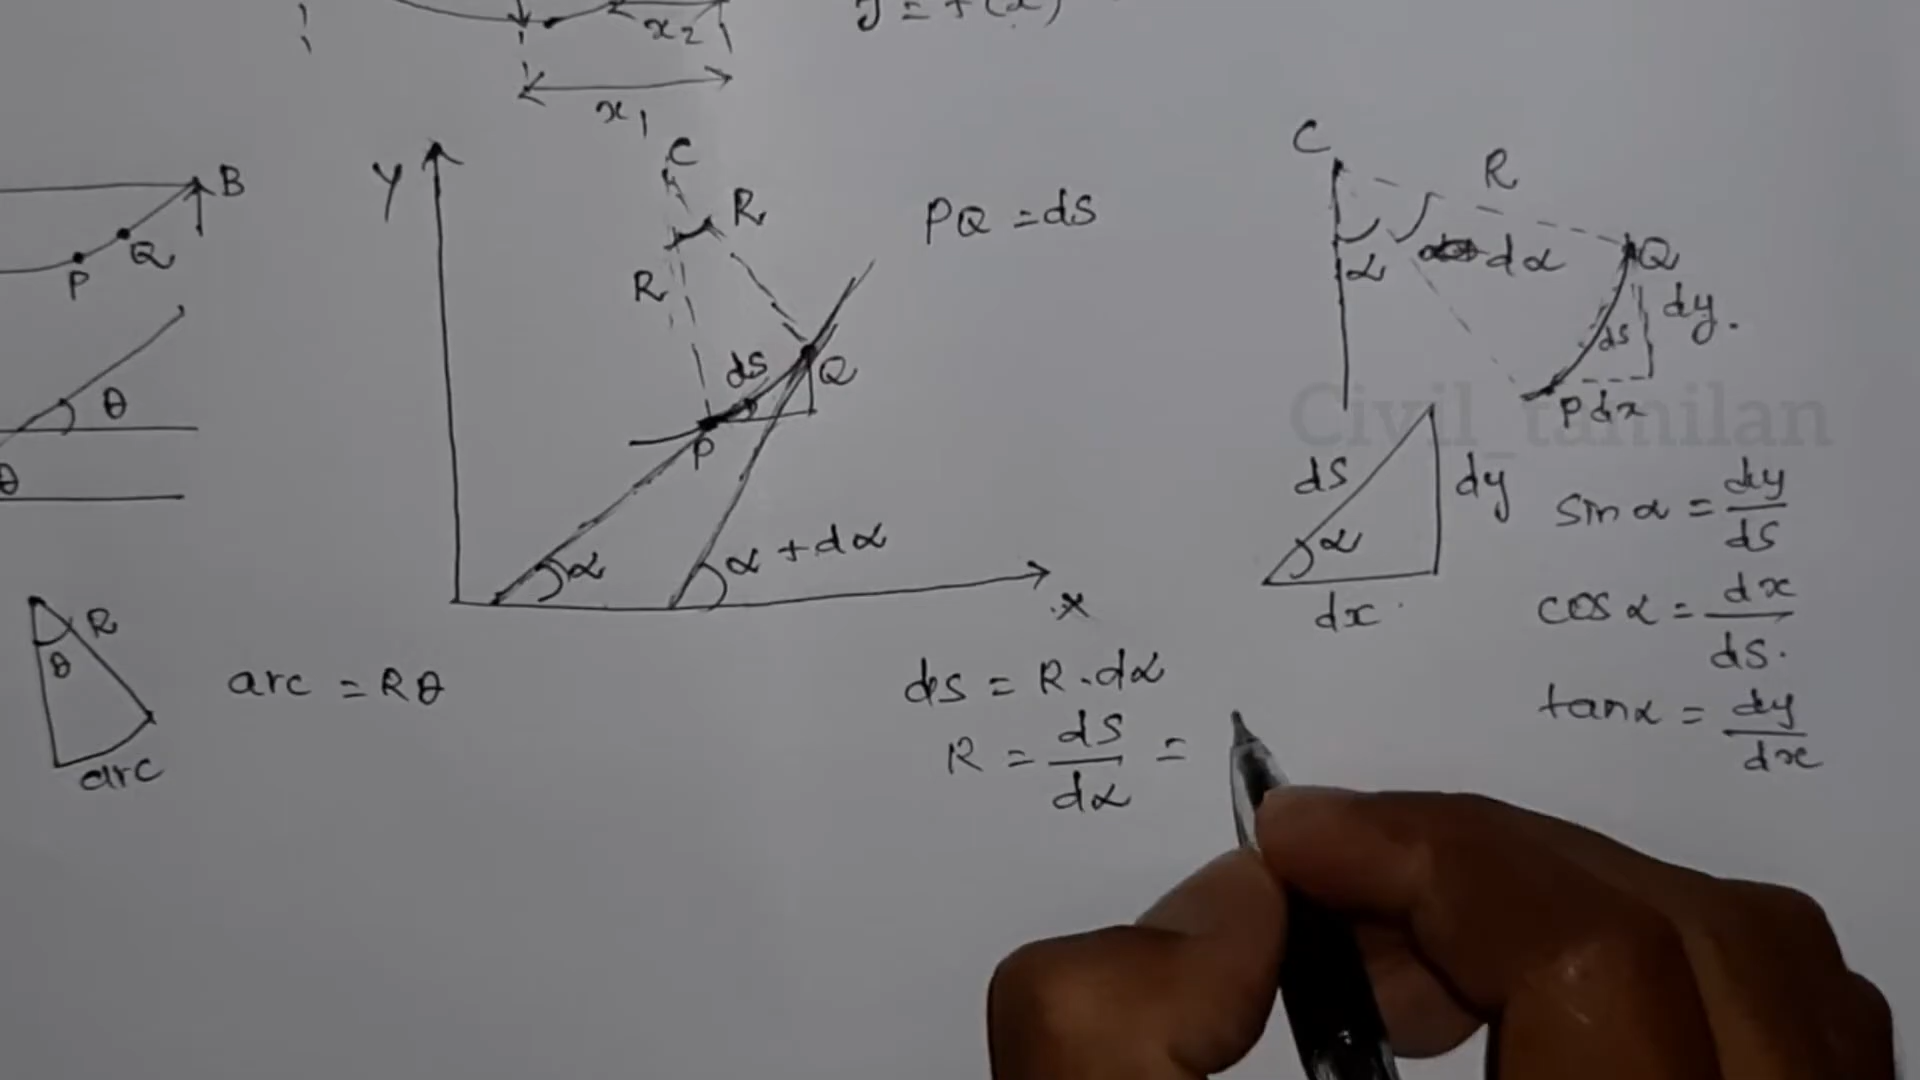 x₂
x₁
B
Q
P
θ
θ
R
θ
arc
arc = Rθ
Y
C
R
R
ds
Q
P
α
α + dα
x
PQ = ds
C
R
α
dα
Q
ds
dy.
P dx
Civil_tamilan
ds
dy
α
dx
sin α = dy/ds
cos α = dx/ds.
tan α = dy/dx
ds = R.dα
R = ds/dα =